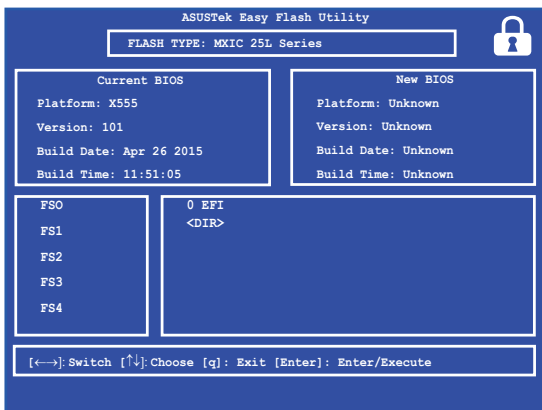 ASUSTek Easy Flash Utility
FLASH TYPE: MXIC 25L Series
Current BIOS
Platform: X555
Version: 101
Build Date: Apr 26 2015
Build Time: 11:51:05
New BIOS
Platform: Unknown
Version: Unknown
Build Date: Unknown
Build Time: Unknown
FSO
FS1
FS2
FS3
FS4
0 EFI
<DIR>
[←→]: Switch [↑↓]: Choose [q]: Exit [Enter]: Enter/Execute